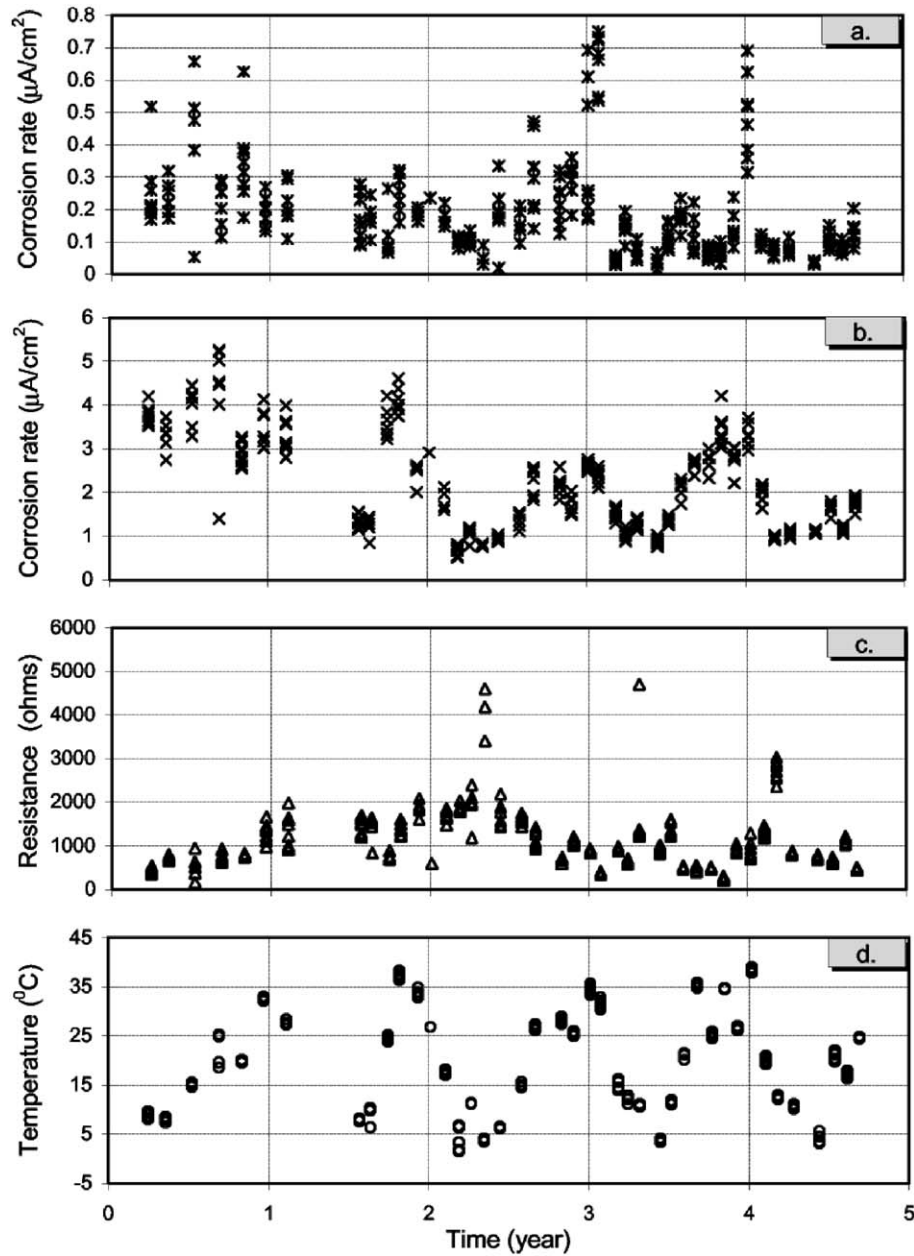 a.
Corrosion rate (µA/cm²)
0.8
0.7
0.6
0.5
0.4
0.3
0.2
0.1
0
b.
Corrosion rate (µA/cm²)
6
5
4
3
2
1
0
c.
Resistance (ohms)
6000
5000
4000
3000
2000
1000
0
d.
Temperature (⁰C)
45
35
25
15
5
-5
0 1 2 3 4 5
Time (year)